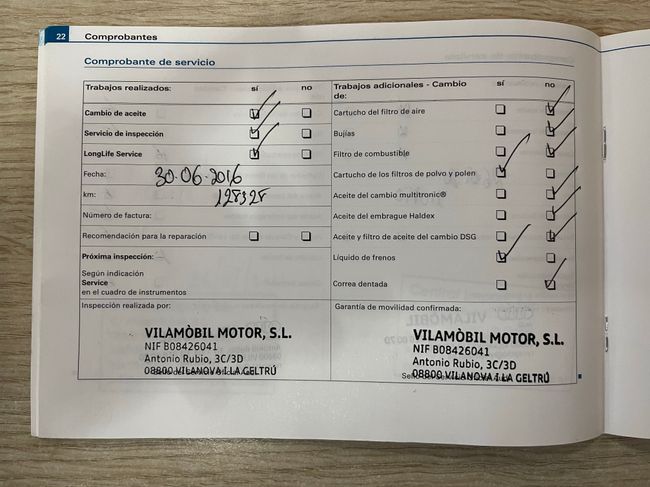 22 Comprobantes
Comprobante de servicio
Trabajos realizados: sí no
Cambio de aceite
Servicio de inspección
LongLife Service
Fecha: 30-06-2016
km: 128328
Número de factura:
Recomendación para la reparación
Próxima inspección:
Según indicación
Service
en el cuadro de instrumentos
Inspección realizada por:
VILAMÒBIL MOTOR, S.L.
NIF B08426041
Antonio Rubio, 3C/3D
08800 VILANOVA I LA GELTRÚ
Trabajos adicionales - Cambio de: sí no
Cartucho del filtro de aire
Bujías
Filtro de combustible
Cartucho de los filtros de polvo y polen
Aceite del cambio multitronic®
Aceite del embrague Haldex
Aceite y filtro de aceite del cambio DSG
Líquido de frenos
Correa dentada
Garantía de movilidad confirmada:
VILAMÒBIL MOTOR, S.L.
NIF B08426041
Antonio Rubio, 3C/3D
08800 VILANOVA I LA GELTRÚ